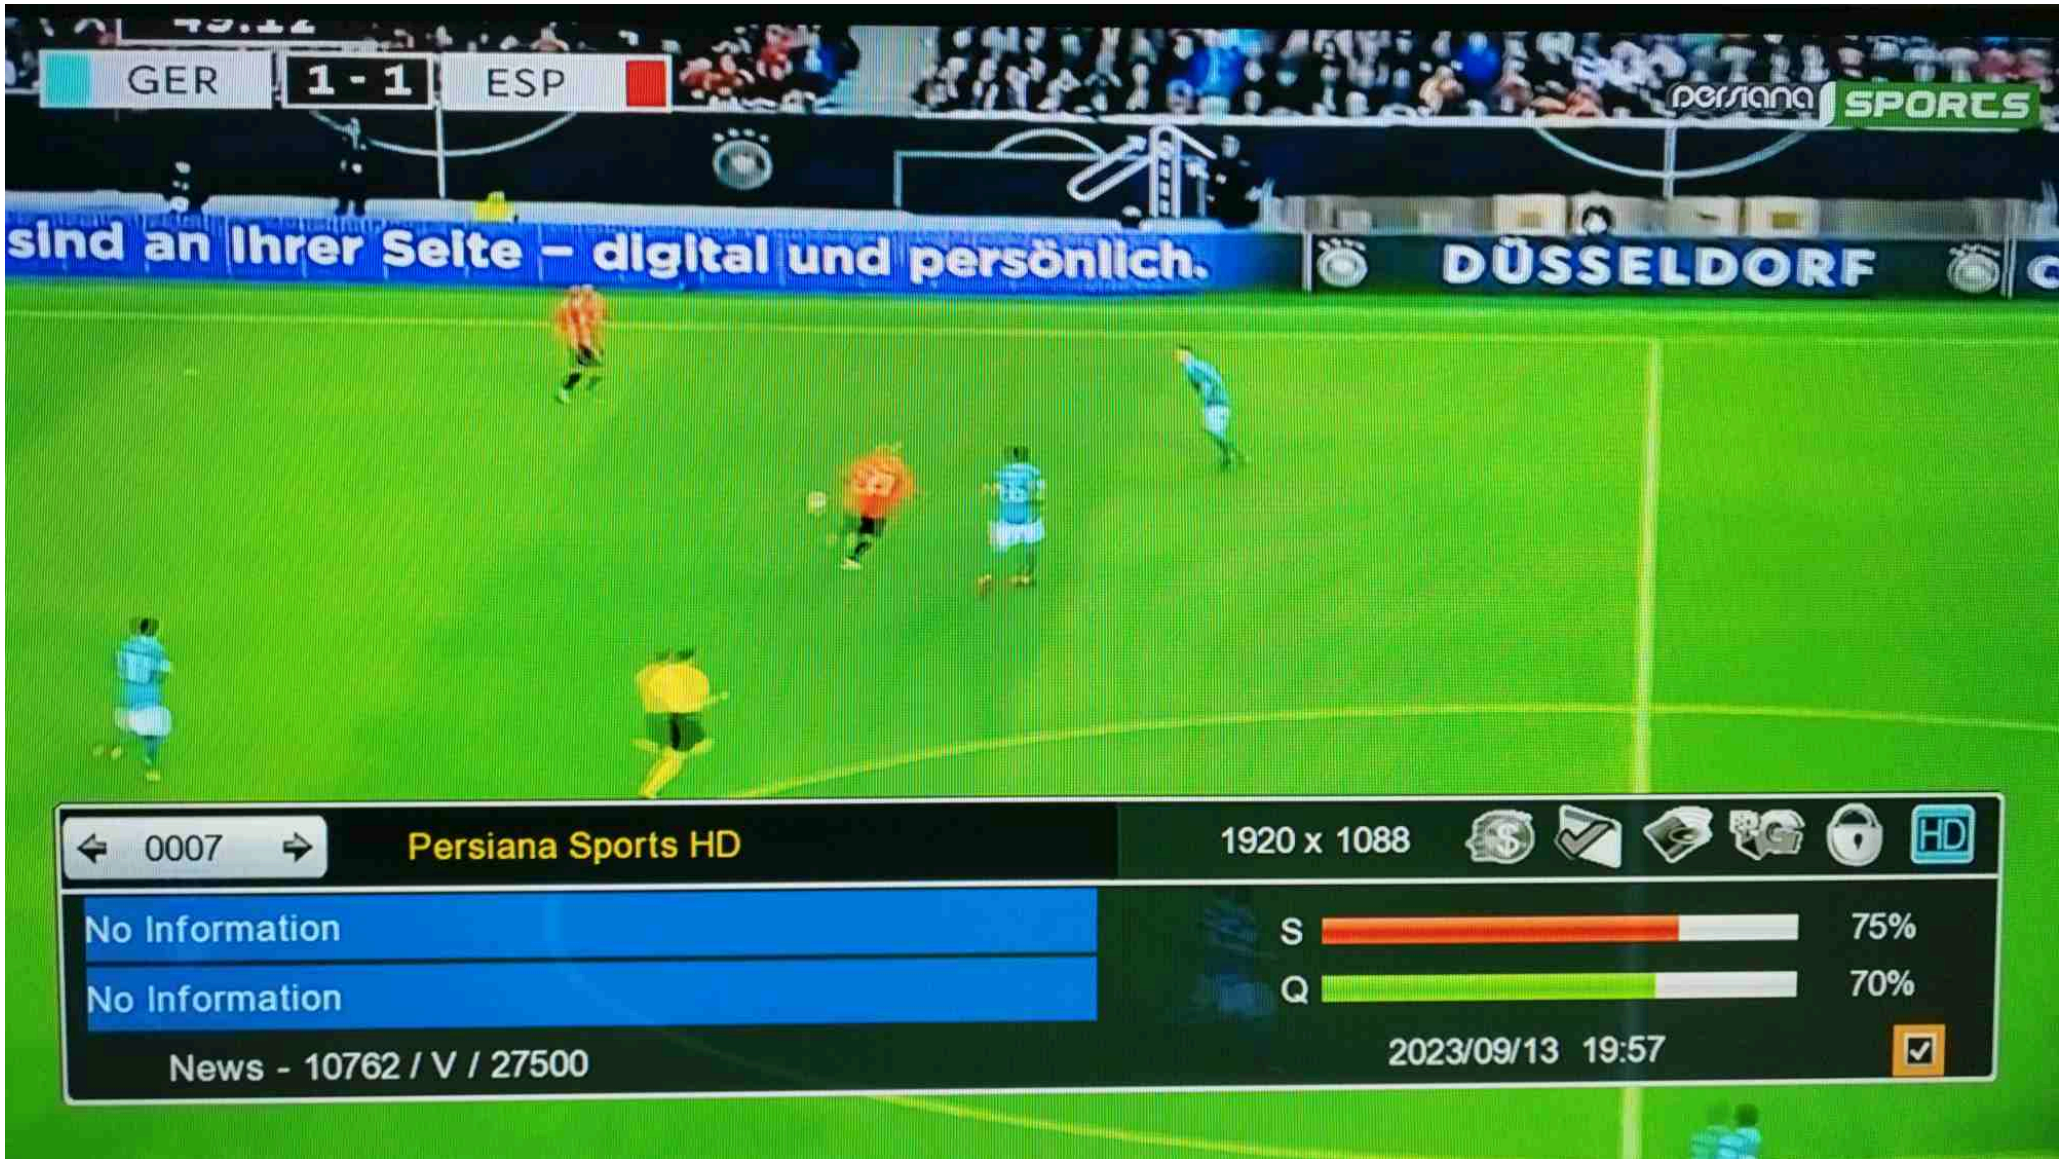 GER 1 - 1 ESP
persiana SPORTS
sind an Ihrer Seite – digital und persönlich.
DÜSSELDORF
0007
Persiana Sports HD
1920 x 1088
HD
No Information
S 75%
No Information
Q 70%
News - 10762 / V / 27500
2023/09/13 19:57